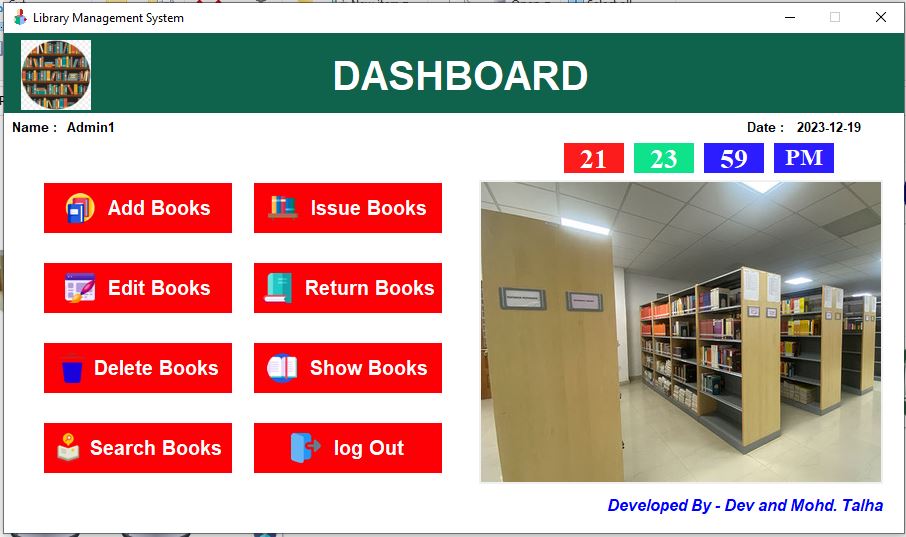 Library Management System
DASHBOARD
Name : Admin1
Date : 2023-12-19
21 23 59 PM
Add Books
Issue Books
Edit Books
Return Books
Delete Books
Show Books
Search Books
log Out
Developed By - Dev and Mohd. Talha